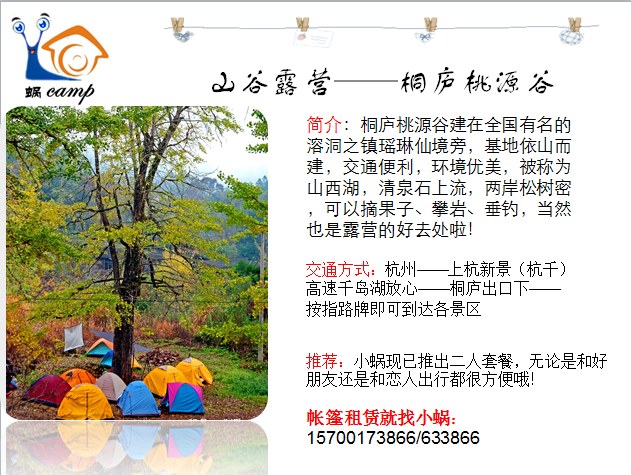 蜗camp
山谷露营——桐庐桃源谷
简介：桐庐桃源谷建在全国有名的
溶洞之镇瑶琳仙境旁，基地依山而
建，交通便利，环境优美，被称为
山西湖，清泉石上流，两岸松树密
，可以摘果子、攀岩、垂钓，当然
也是露营的好去处啦！
交通方式：杭州——上杭新景（杭千）
高速千岛湖放心——桐庐出口下——
按指路牌即可到达各景区
推荐：小蜗现已推出二人套餐，无论是和好
朋友还是和恋人出行都很方便哦！
帐篷租赁就找小蜗：
15700173866/633866